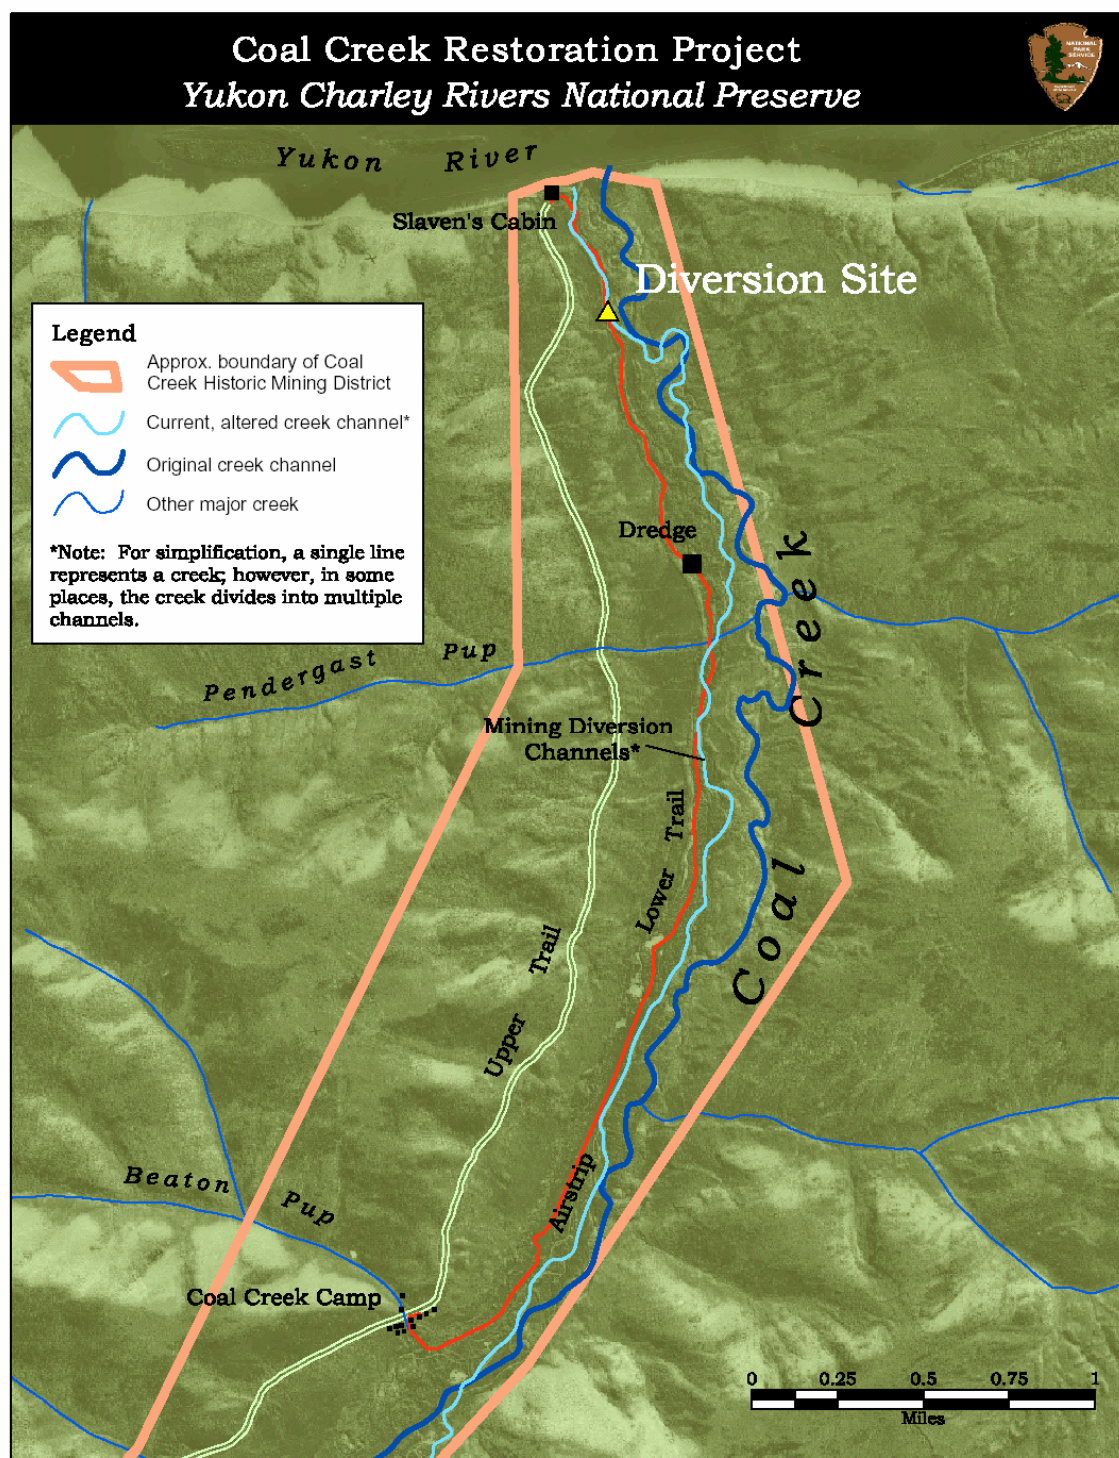 Coal Creek Restoration Project
Yukon Charley Rivers National Preserve
NATIONAL
PARK
SERVICE
Yukon River
Slaven's Cabin
Diversion Site
Legend
Approx. boundary of Coal
Creek Historic Mining District
Current, altered creek channel*
Original creek channel
Other major creek
*Note: For simplification, a single line
represents a creek; however, in some
places, the creek divides into multiple
channels.
Dredge
Pendergast Pup
Mining Diversion
Channels*
Coal Creek
Lower Trail
Upper Trail
Airstrip
Beaton Pup
Coal Creek Camp
0 0.25 0.5 0.75 1
Miles